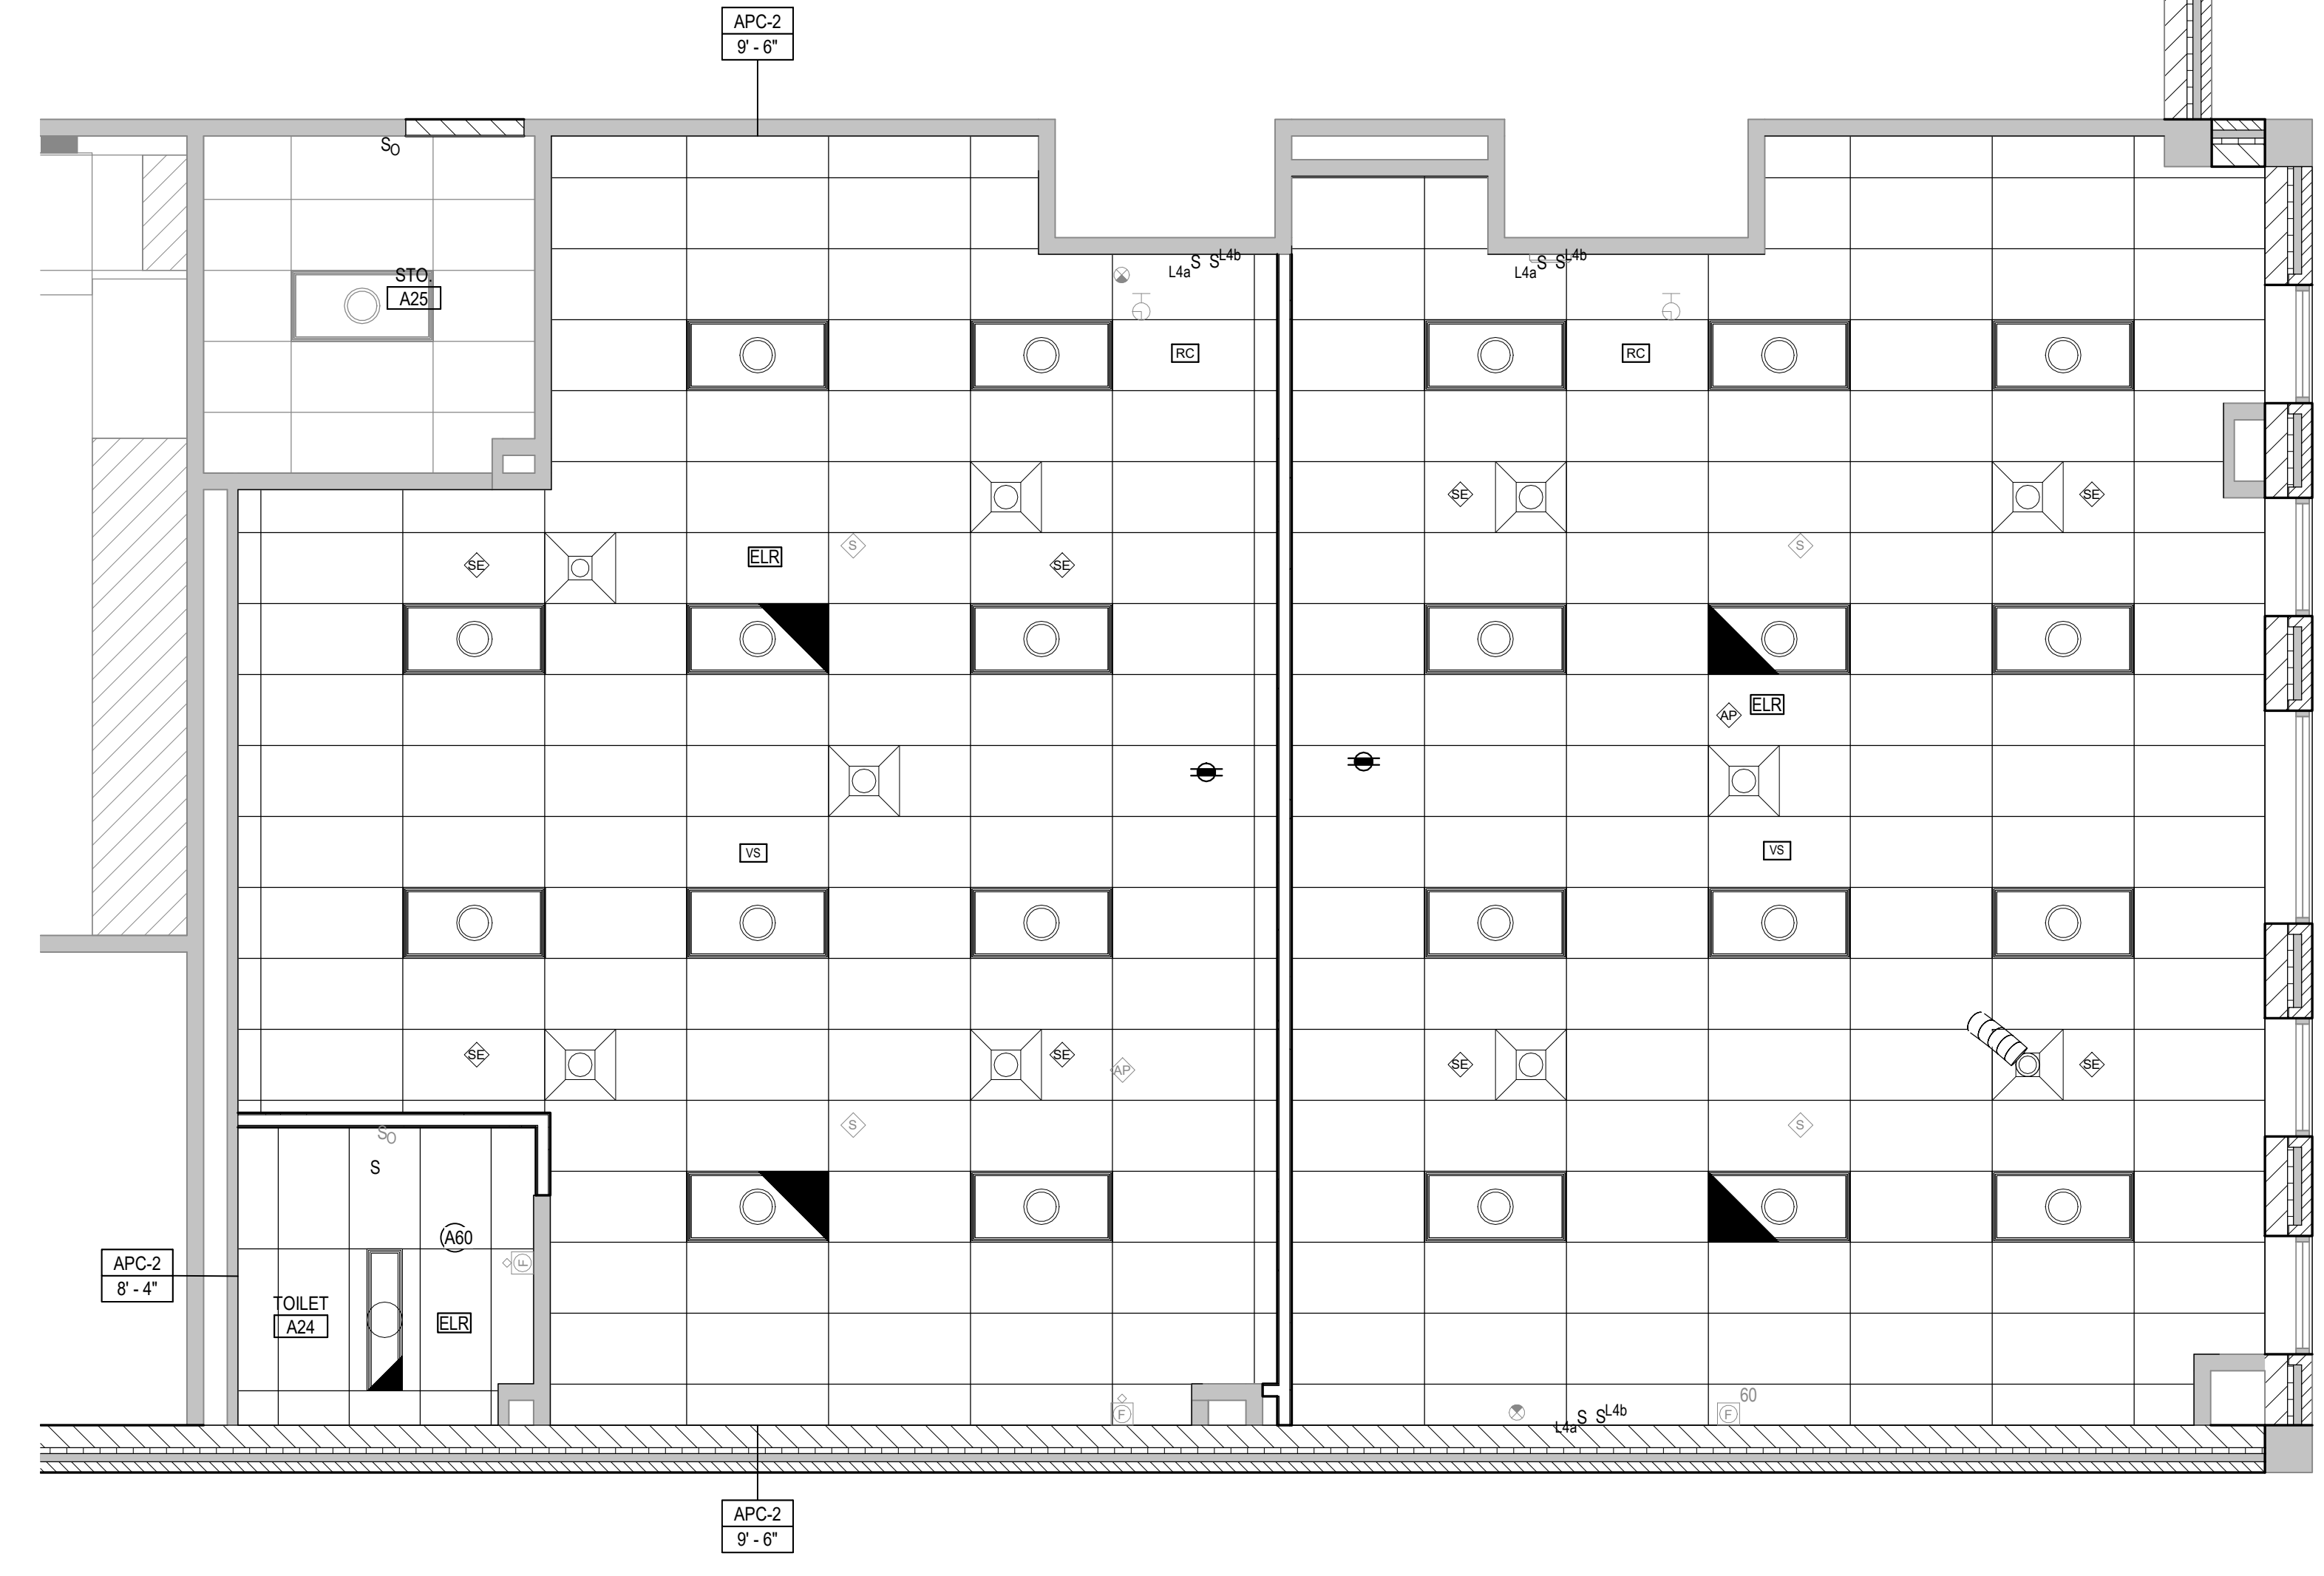 APC-2
9' - 6"
SO
STO.
A25
L4a S S L4b
L4a S S L4b
RC
RC
SE
SE
SE
ELR
S
SE
S
AP
ELR
VS
VS
SE
SE
AP
SE
SE
S
S
SO
S
A60
F
APC-2
8' - 4"
TOILET
A24
ELR
F
F
60
L4a S S L4b
APC-2
9' - 6"